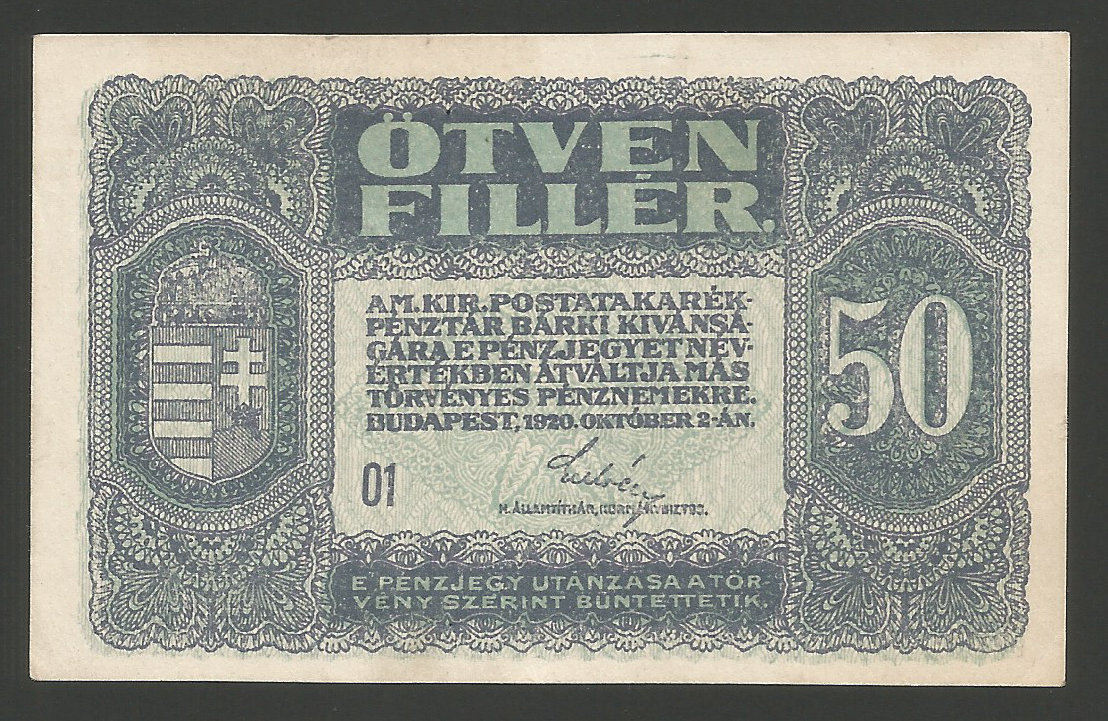 ÖTVEN
FILLÉR.
A M. KIR. POSTATAKARÉK-
PÉNZTÁR BÁRKI KIVÁNSÁ-
GÁRA E PÉNZJEGYET NÉV-
ÉRTÉKBEN ÁTVÁLTJA MÁS
TÖRVÉNYES PÉNZNEMEKRE.
BUDAPEST, 1920. OKTÓBER 2-ÁN.
50
01
H. ÁLLAMTITKÁR,
E PÉNZJEGY UTÁNZÁSA A TÖR-
VÉNY SZERINT BÜNTETTETIK.